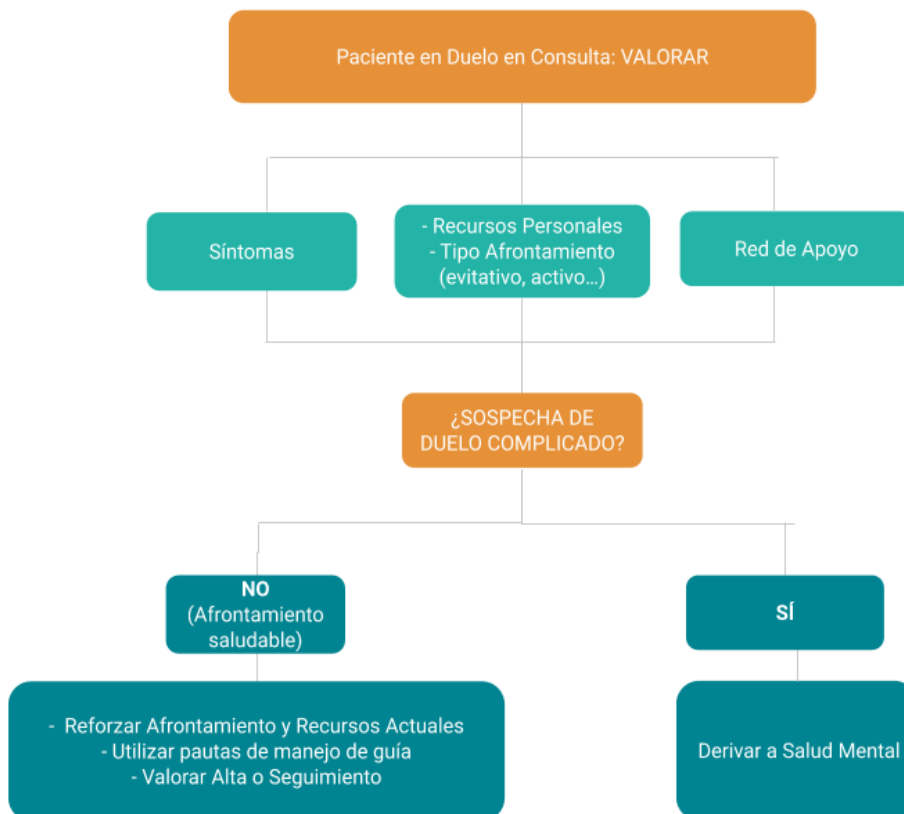 Paciente en Duelo en Consulta: VALORAR
Síntomas
- Recursos Personales
- Tipo Afrontamiento
(evitativo, activo...)
Red de Apoyo
¿SOSPECHA DE
DUELO COMPLICADO?
NO
(Afrontamiento
saludable)
SÍ
- Reforzar Afrontamiento y Recursos Actuales
- Utilizar pautas de manejo de guía
- Valorar Alta o Seguimiento
Derivar a Salud Mental